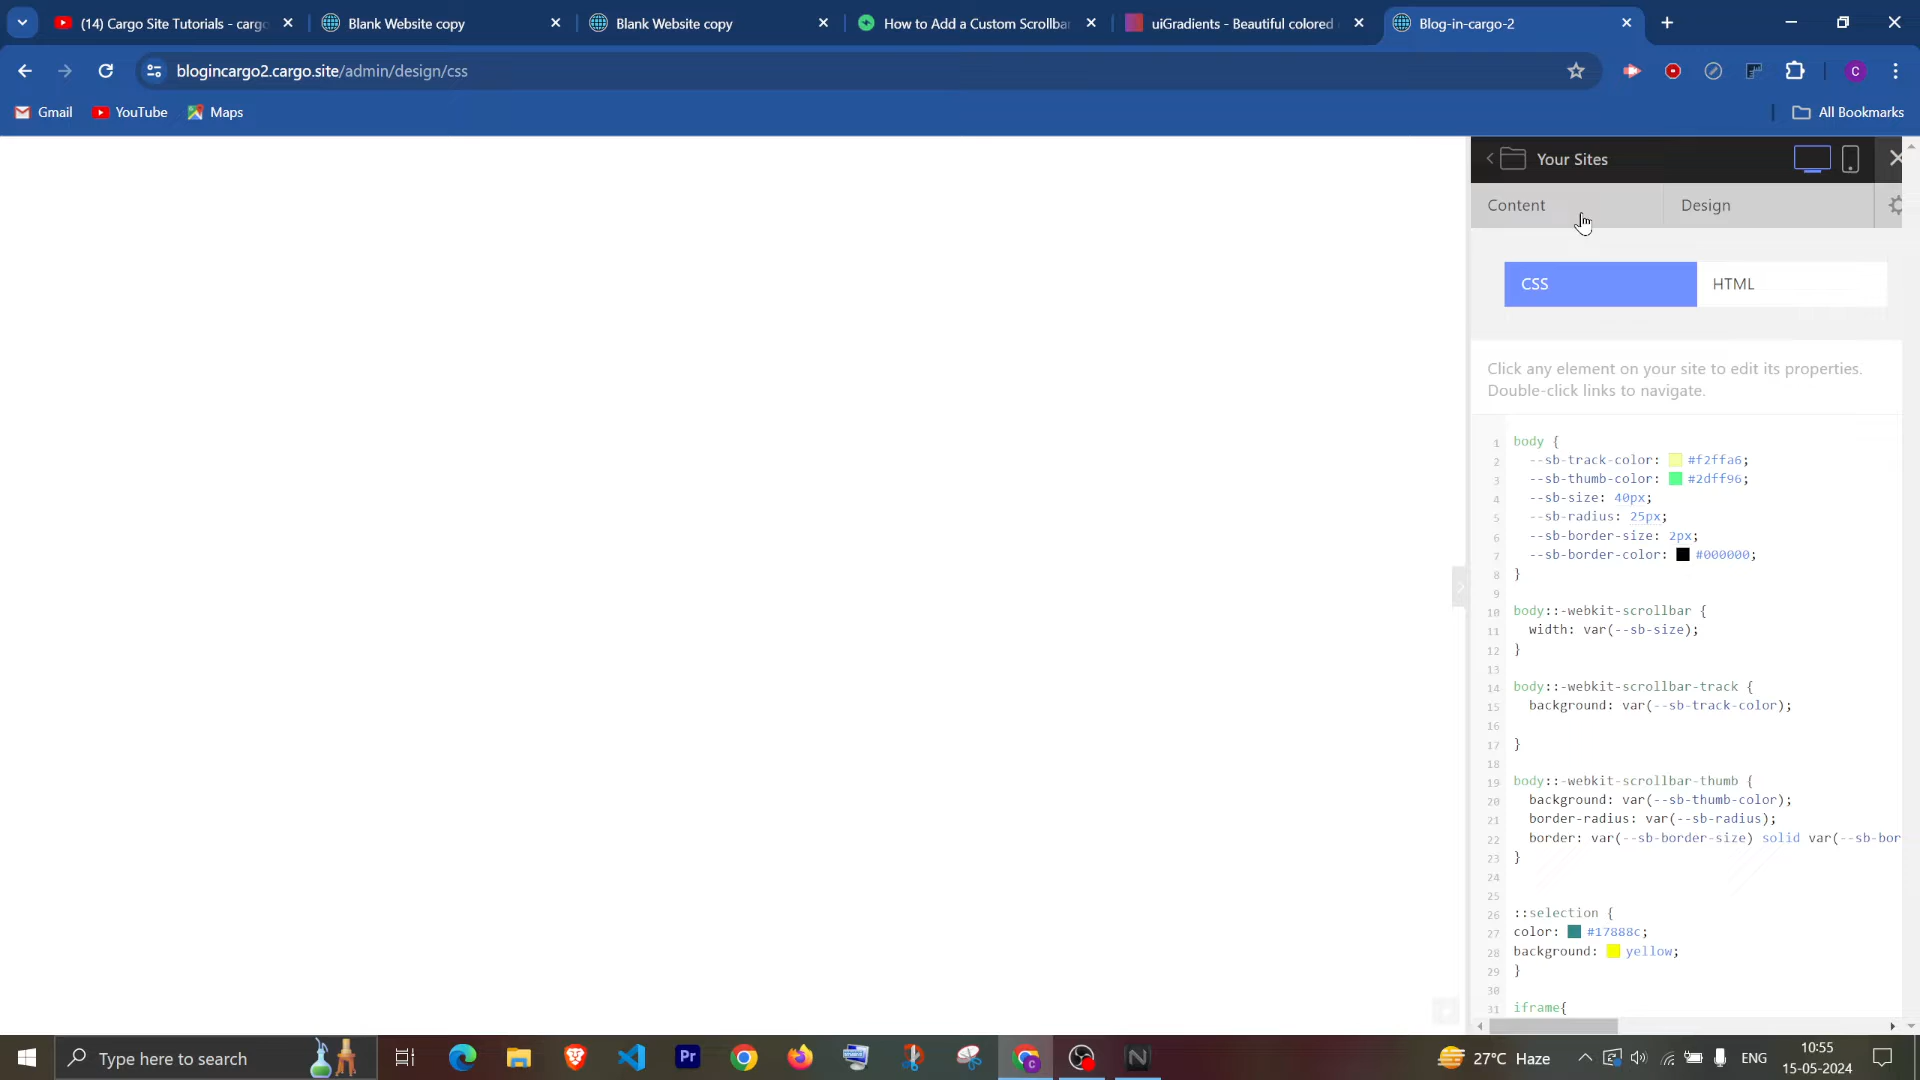 (14) Cargo Site Tutorials - cargo
Blank Website copy
Blank Website copy
How to Add a Custom Scrollba
uiGradients - Beautiful colored
Blog-in-cargo-2
blogincargo2.cargo.site/admin/design/css
C
Gmail
YouTube
Maps
All Bookmarks
Your Sites
Content
Design
CSS
HTML
Click any element on your site to edit its properties.
Double-click links to navigate.
1 body {
2 --sb-track-color: #f2ffa6;
3 --sb-thumb-color: #2dff96;
4 --sb-size: 40px;
5 --sb-radius: 25px;
6 --sb-border-size: 2px;
7 --sb-border-color: #000000;
8 }
9
10 body::-webkit-scrollbar {
11 width: var(--sb-size);
12 }
13
14 body::-webkit-scrollbar-track {
15 background: var(--sb-track-color);
16
17 }
18
19 body::-webkit-scrollbar-thumb {
20 background: var(--sb-thumb-color);
21 border-radius: var(--sb-radius);
22 border: var(--sb-border-size) solid var(--sb-bor
23 }
24
25
26 ::selection {
27 color: #17888c;
28 background: yellow;
29 }
30
31 iframe{
Type here to search
Pr
C
N
27°C Haze
ENG
10:55
15-05-2024